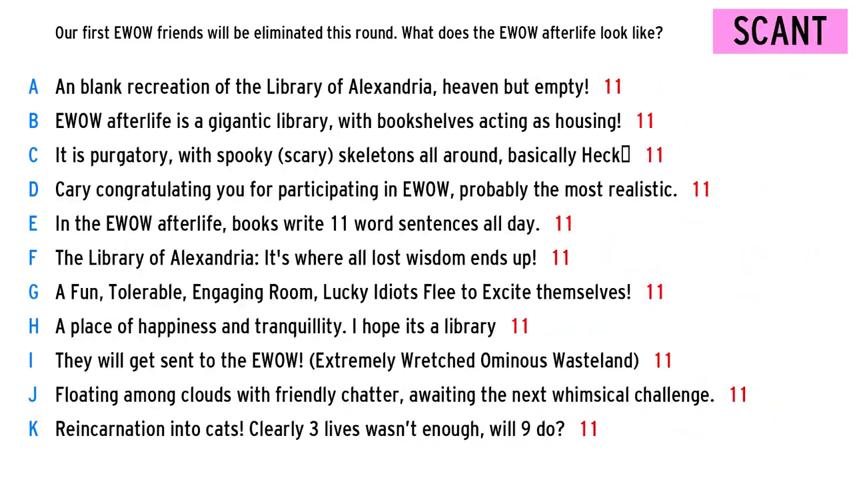 Our first EWOW friends will be eliminated this round. What does the EWOW afterlife look like?
SCANT
A An blank recreation of the Library of Alexandria, heaven but empty! 11
B EWOW afterlife is a gigantic library, with bookshelves acting as housing! 11
C It is purgatory, with spooky (scary) skeletons all around, basically Heck▯ 11
D Cary congratulating you for participating in EWOW, probably the most realistic. 11
E In the EWOW afterlife, books write 11 word sentences all day. 11
F The Library of Alexandria: It's where all lost wisdom ends up! 11
G A Fun, Tolerable, Engaging Room, Lucky Idiots Flee to Excite themselves! 11
H A place of happiness and tranquillity. I hope its a library 11
I They will get sent to the EWOW! (Extremely Wretched Ominous Wasteland) 11
J Floating among clouds with friendly chatter, awaiting the next whimsical challenge. 11
K Reincarnation into cats! Clearly 3 lives wasn’t enough, will 9 do? 11